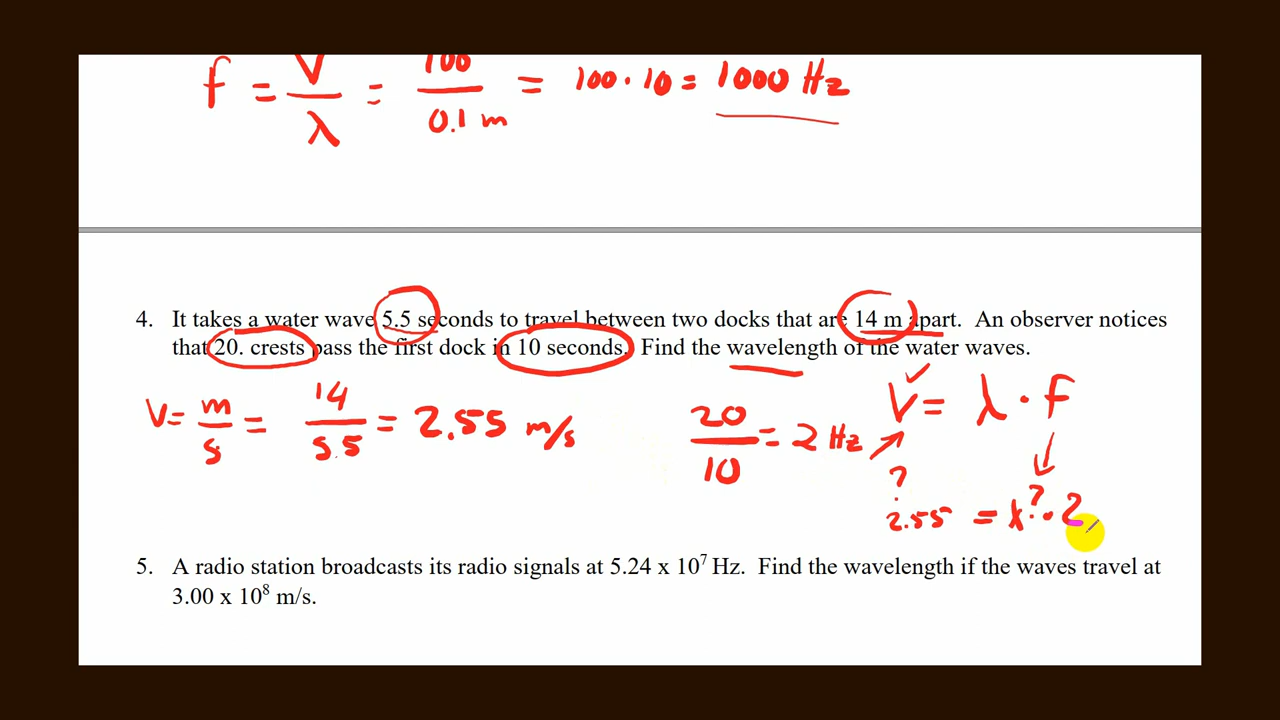 f = V/λ = 100/0.1 m = 100 · 10 = 1000 Hz
4. It takes a water wave 5.5 seconds to travel between two docks that are 14 m apart. An observer notices
that 20. crests pass the first dock in 10 seconds. Find the wavelength of the water waves.
V = m/s = 14/5.5 = 2.55 m/s
20/10 = 2 Hz
V = λ · f
? ?
2.55 = λ · 2
5. A radio station broadcasts its radio signals at 5.24 x 10⁷ Hz. Find the wavelength if the waves travel at
3.00 x 10⁸ m/s.